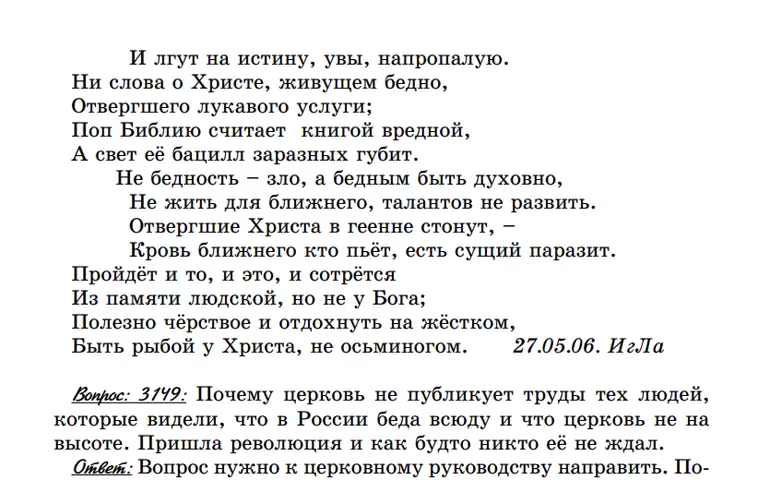 И лгут на истину, увы, напропалую.
Ни слова о Христе, живущем бедно,
Отвергшего лукавого услуги;
Поп Библию считает книгой вредной,
А свет её бацилл заразных губит.
Не бедность – зло, а бедным быть духовно,
Не жить для ближнего, талантов не развить.
Отвергшие Христа в геенне стонут, –
Кровь ближнего кто пьёт, есть сущий паразит.
Пройдёт и то, и это, и сотрётся
Из памяти людской, но не у Бога;
Полезно чёрствое и отдохнуть на жёстком,
Быть рыбой у Христа, не осьминогом. 27.05.06. ИгЛа
Вопрос: 3149: Почему церковь не публикует труды тех людей,
которые видели, что в России беда всюду и что церковь не на
высоте. Пришла революция и как будто никто её не ждал.
Ответ: Вопрос нужно к церковному руководству направить. По-